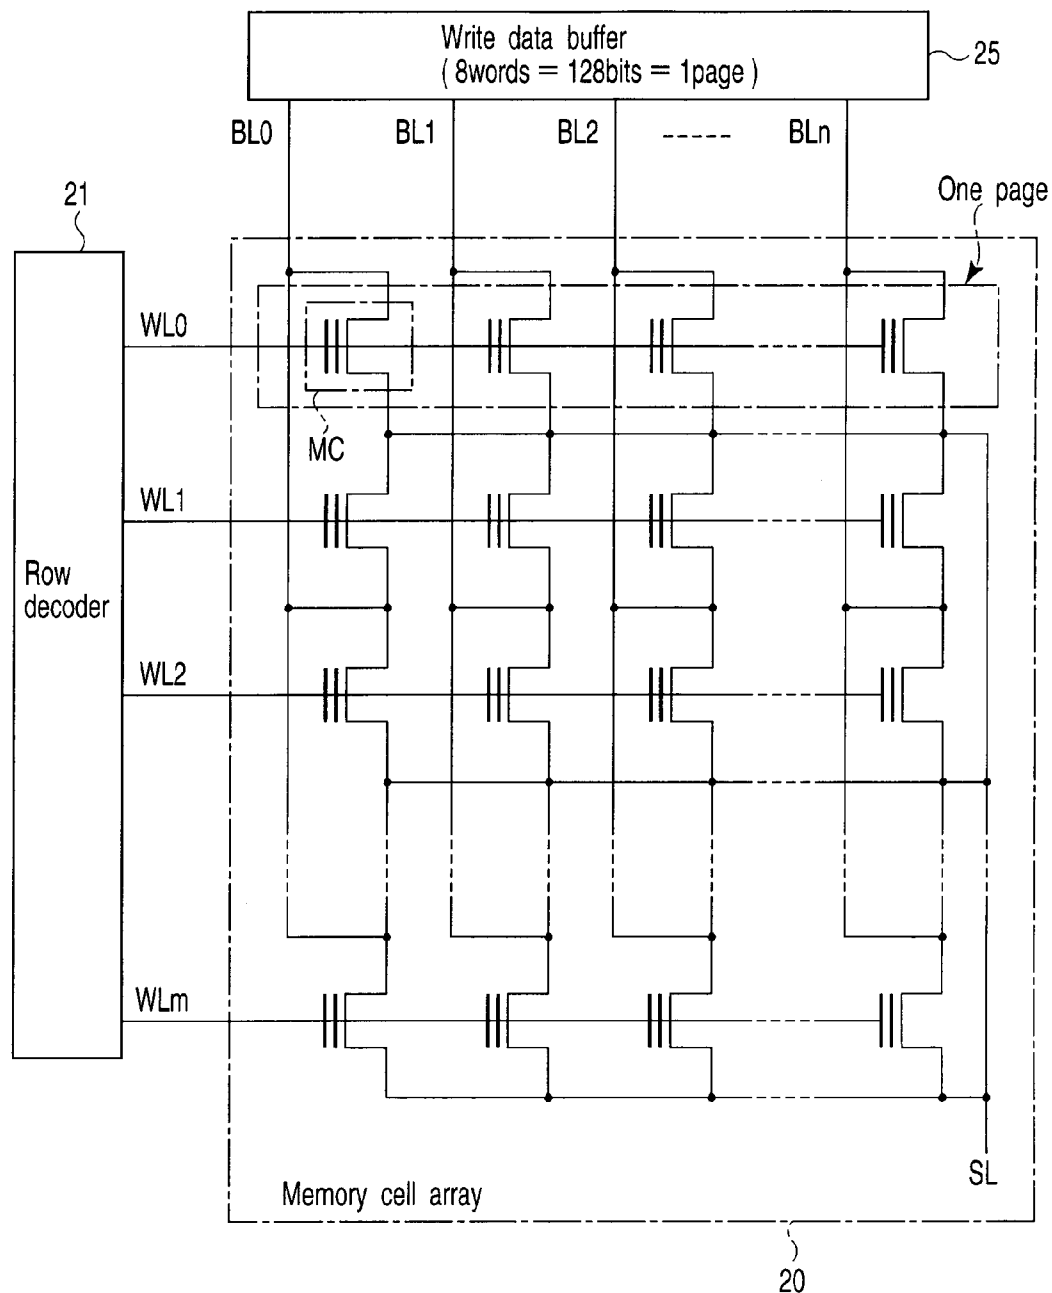 Write data buffer
( 8words = 128bits = 1page )
25
BL0
BL1
BL2
BLn
One page
21
WL0
MC
WL1
Row
decoder
WL2
WLm
SL
Memory cell array
20